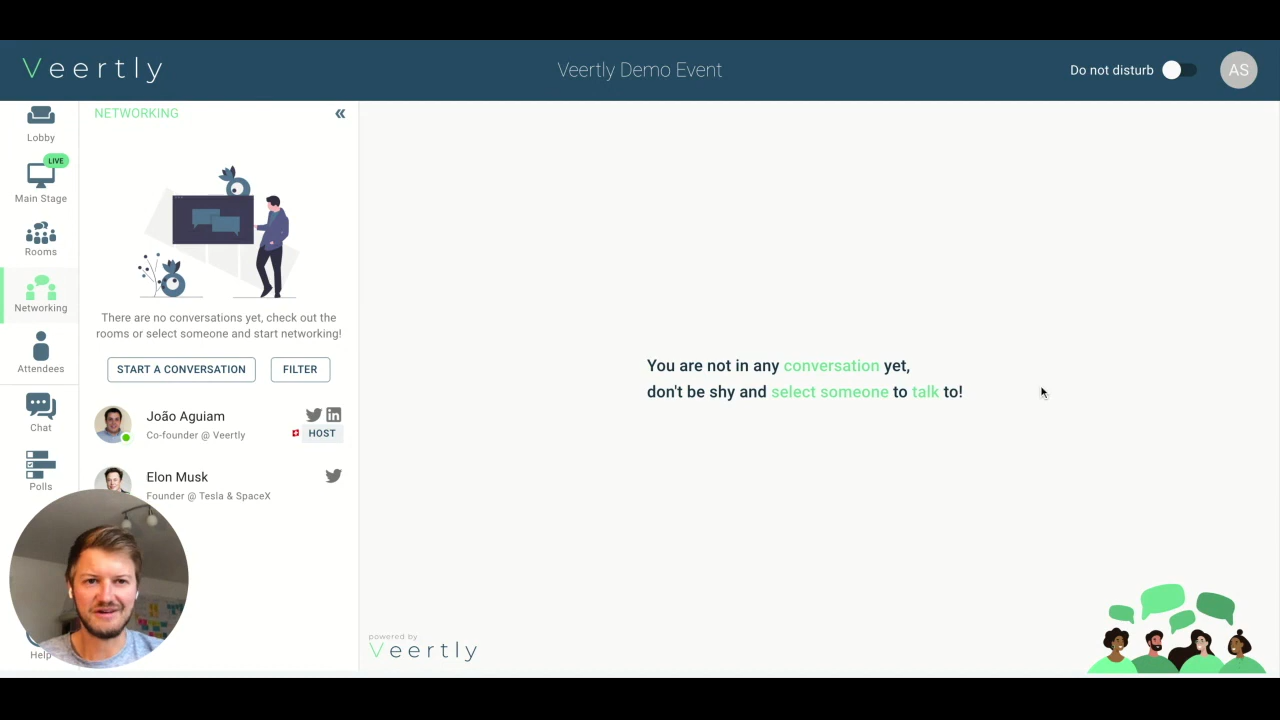 Veertly
Veertly Demo Event
Do not disturb
AS
Lobby
LIVE
Main Stage
Rooms
Networking
Attendees
Chat
Polls
Help
NETWORKING
«
There are no conversations yet, check out the
rooms or select someone and start networking!
START A CONVERSATION
FILTER
João Aguiam
Co-founder @ Veertly
HOST
Elon Musk
Founder @ Tesla & SpaceX
You are not in any conversation yet,
don't be shy and select someone to talk to!
powered by
Veertly